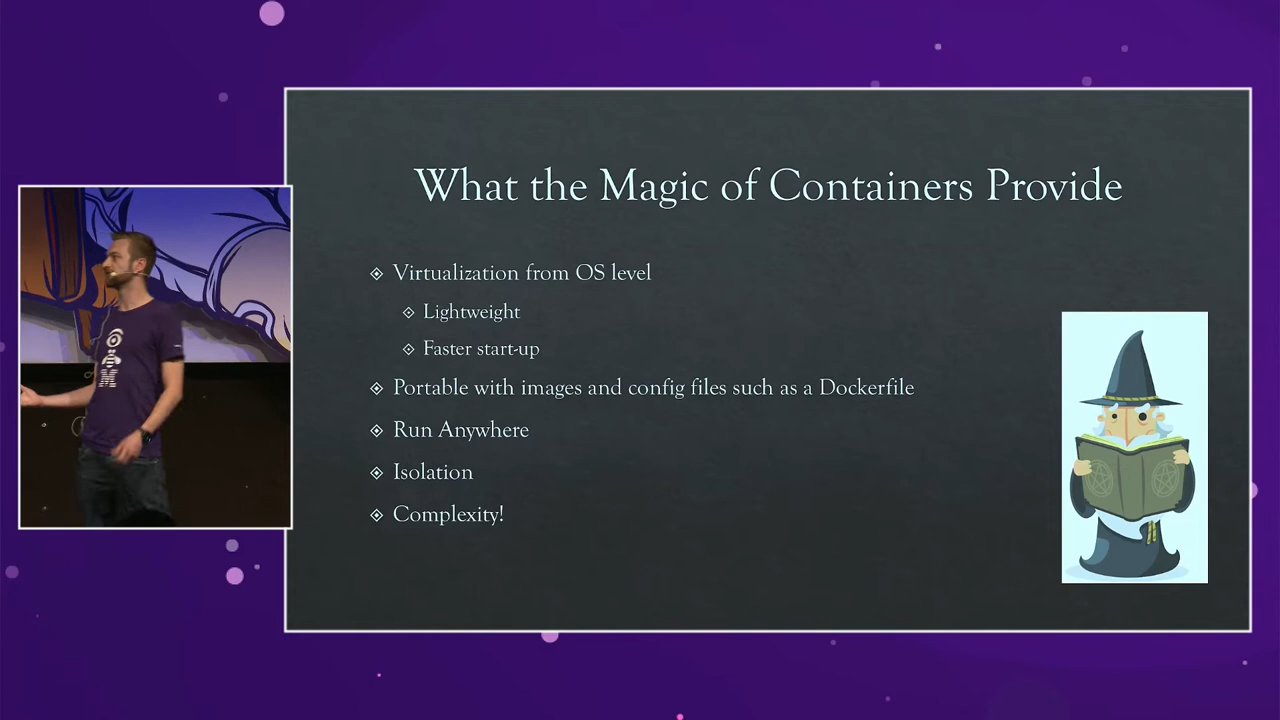 What the Magic of Containers Provide
Virtualization from OS level
Lightweight
Faster start-up
Portable with images and config files such as a Dockerfile
Run Anywhere
Isolation
Complexity!